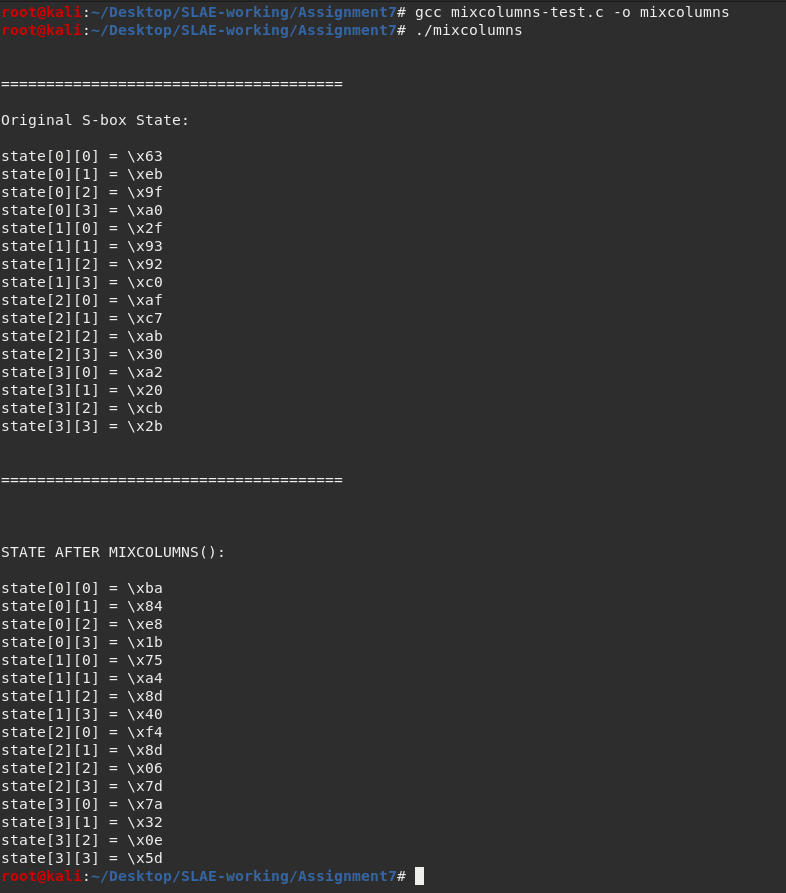 root@kali:~/Desktop/SLAE-working/Assignment7# gcc mixcolumns-test.c -o mixcolumns
root@kali:~/Desktop/SLAE-working/Assignment7# ./mixcolumns
======================================
Original S-box State:
state[0][0] = \x63
state[0][1] = \xeb
state[0][2] = \x9f
state[0][3] = \xa0
state[1][0] = \x2f
state[1][1] = \x93
state[1][2] = \x92
state[1][3] = \xc0
state[2][0] = \xaf
state[2][1] = \xc7
state[2][2] = \xab
state[2][3] = \x30
state[3][0] = \xa2
state[3][1] = \x20
state[3][2] = \xcb
state[3][3] = \x2b
======================================
STATE AFTER MIXCOLUMNS():
state[0][0] = \xba
state[0][1] = \x84
state[0][2] = \xe8
state[0][3] = \x1b
state[1][0] = \x75
state[1][1] = \xa4
state[1][2] = \x8d
state[1][3] = \x40
state[2][0] = \xf4
state[2][1] = \x8d
state[2][2] = \x06
state[2][3] = \x7d
state[3][0] = \x7a
state[3][1] = \x32
state[3][2] = \x0e
state[3][3] = \x5d
root@kali:~/Desktop/SLAE-working/Assignment7#